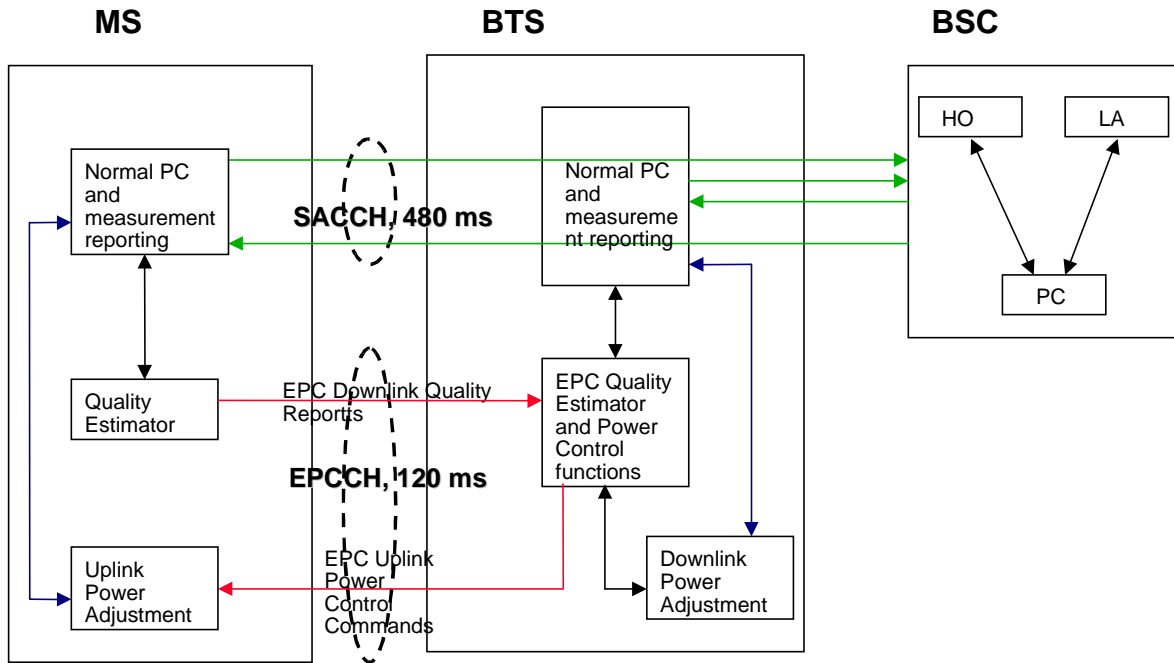 MS
BTS
BSC
HO
LA
PC
Normal PC
and
measurement
reporting
SACCH, 480 ms
Normal PC
and
measureme
nt reporting
Quality
Estimator
EPC Downlink Quality
Reportfs
EPC Quality
Estimator
and Power
Control
functions
EPCCH, 120 ms
Uplink
Power
Adjustment
EPC Uplink
Power
Control
Commands
Downlink
Power
Adjustment